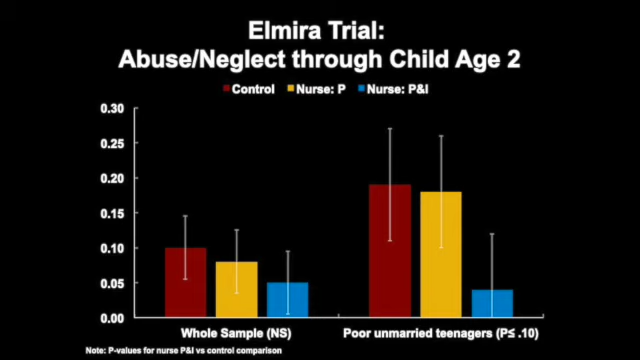 Elmira Trial:
Abuse/Neglect through Child Age 2
Control Nurse: P Nurse: P&I
0.30
0.25
0.20
0.15
0.10
0.05
0.00
Whole Sample (NS) Poor unmarried teenagers (P≤ .10)
Note: P-values for nurse P&I vs control comparison